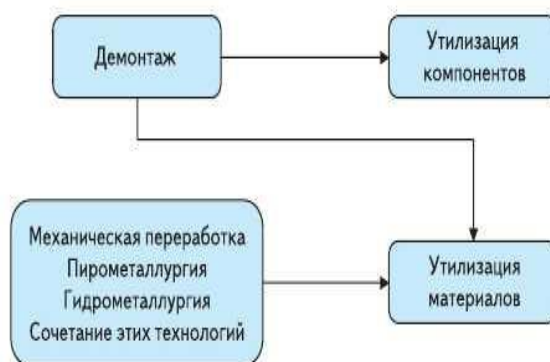 Демонтаж
Утилизация
компонентов
Механическая переработка
Пирометаллургия
Гидрометаллургия
Сочетание этих технологий
Утилизация
материалов